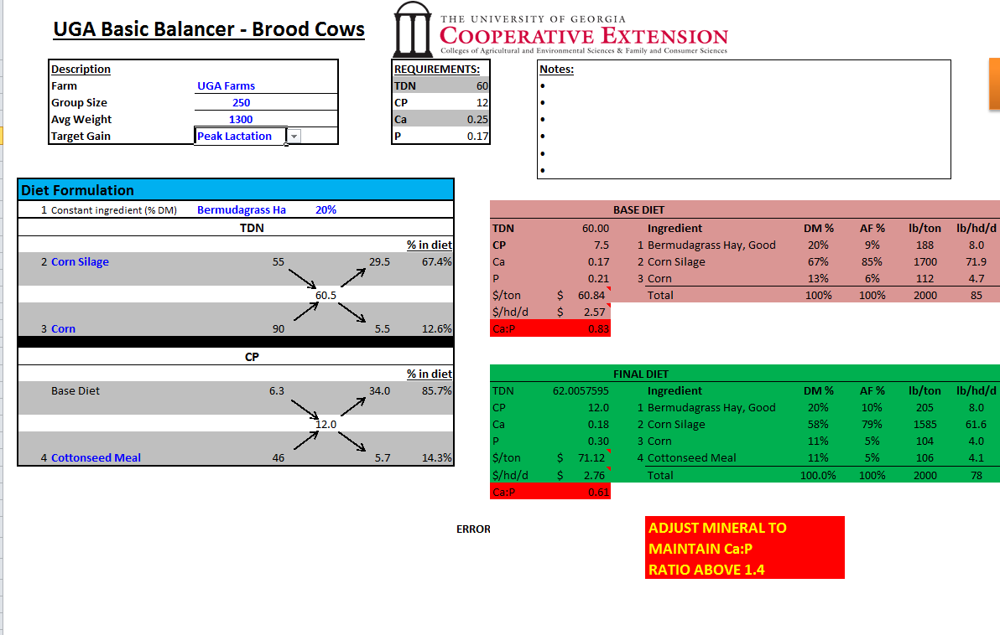 UGA Basic Balancer - Brood Cows
THE UNIVERSITY OF GEORGIA
COOPERATIVE EXTENSION
Colleges of Agricultural and Environmental Sciences & Family and Consumer Sciences
Description
Farm UGA Farms
Group Size 250
Avg Weight 1300
Target Gain Peak Lactation
REQUIREMENTS:
TDN 60
CP 12
Ca 0.25
P 0.17
Notes:
•
•
•
•
•
•
Diet Formulation
1 Constant ingredient (% DM) Bermudagrass Ha 20%
TDN
% in diet
2 Corn Silage 55 29.5 67.4%
60.5
3 Corn 90 5.5 12.6%
CP
% in diet
Base Diet 6.3 34.0 85.7%
12.0
4 Cottonseed Meal 46 5.7 14.3%
BASE DIET
TDN 60.00 Ingredient DM % AF % lb/ton lb/hd/d
CP 7.5 1 Bermudagrass Hay, Good 20% 9% 188 8.0
Ca 0.17 2 Corn Silage 67% 85% 1700 71.9
P 0.21 3 Corn 13% 6% 112 4.7
$/ton $ 60.84 Total 100% 100% 2000 85
$/hd/d $ 2.57
Ca:P 0.83
FINAL DIET
TDN 62.0057595 Ingredient DM % AF % lb/ton lb/hd/d
CP 12.0 1 Bermudagrass Hay, Good 20% 10% 205 8.0
Ca 0.18 2 Corn Silage 58% 79% 1585 61.6
P 0.30 3 Corn 11% 5% 104 4.0
$/ton $ 71.12 4 Cottonseed Meal 11% 5% 106 4.1
$/hd/d $ 2.76 Total 100.0% 100% 2000 78
Ca:P 0.61
ERROR
ADJUST MINERAL TO
MAINTAIN Ca:P
RATIO ABOVE 1.4